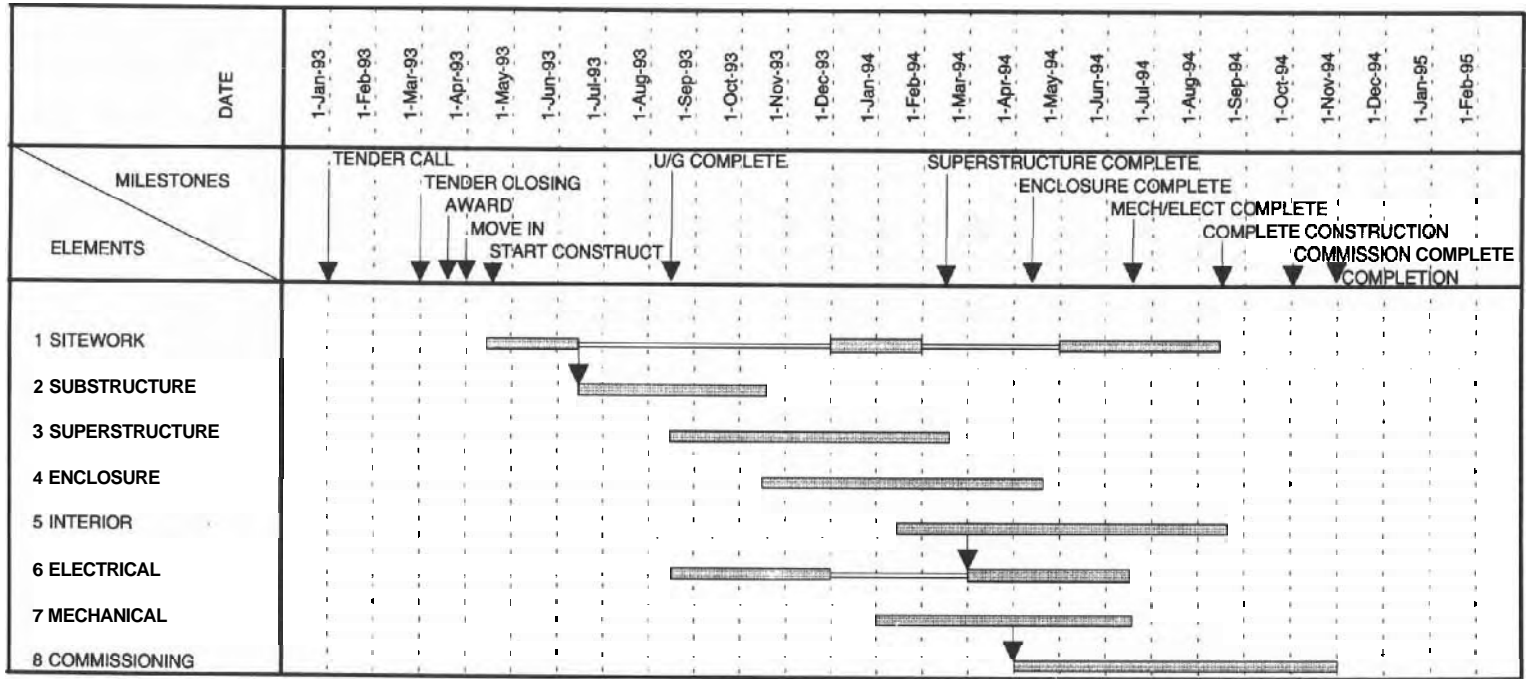 DATE
1-Jan-93
1-Feb-93
1-Mar-93
1-Apr-93
1-May-93
1-Jun-93
1-Jul-93
1-Aug-93
1-Sep-93
1-Oct-93
1-Nov-93
1-Dec-93
1-Jan-94
1-Feb-94
1-Mar-94
1-Apr-94
1-May-94
1-Jun-94
1-Jul-94
1-Aug-94
1-Sep-94
1-Oct-94
1-Nov-94
1-Dec-94
1-Jan-95
1-Feb-95
MILESTONES
ELEMENTS
TENDER CALL
TENDER CLOSING
AWARD
MOVE IN
START CONSTRUCT
U/G COMPLETE
SUPERSTRUCTURE COMPLETE
ENCLOSURE COMPLETE
MECH/ELECT COMPLETE
COMPLETE CONSTRUCTION
COMMISSION COMPLETE
COMPLETION
1 SITEWORK
2 SUBSTRUCTURE
3 SUPERSTRUCTURE
4 ENCLOSURE
5 INTERIOR
6 ELECTRICAL
7 MECHANICAL
8 COMMISSIONING